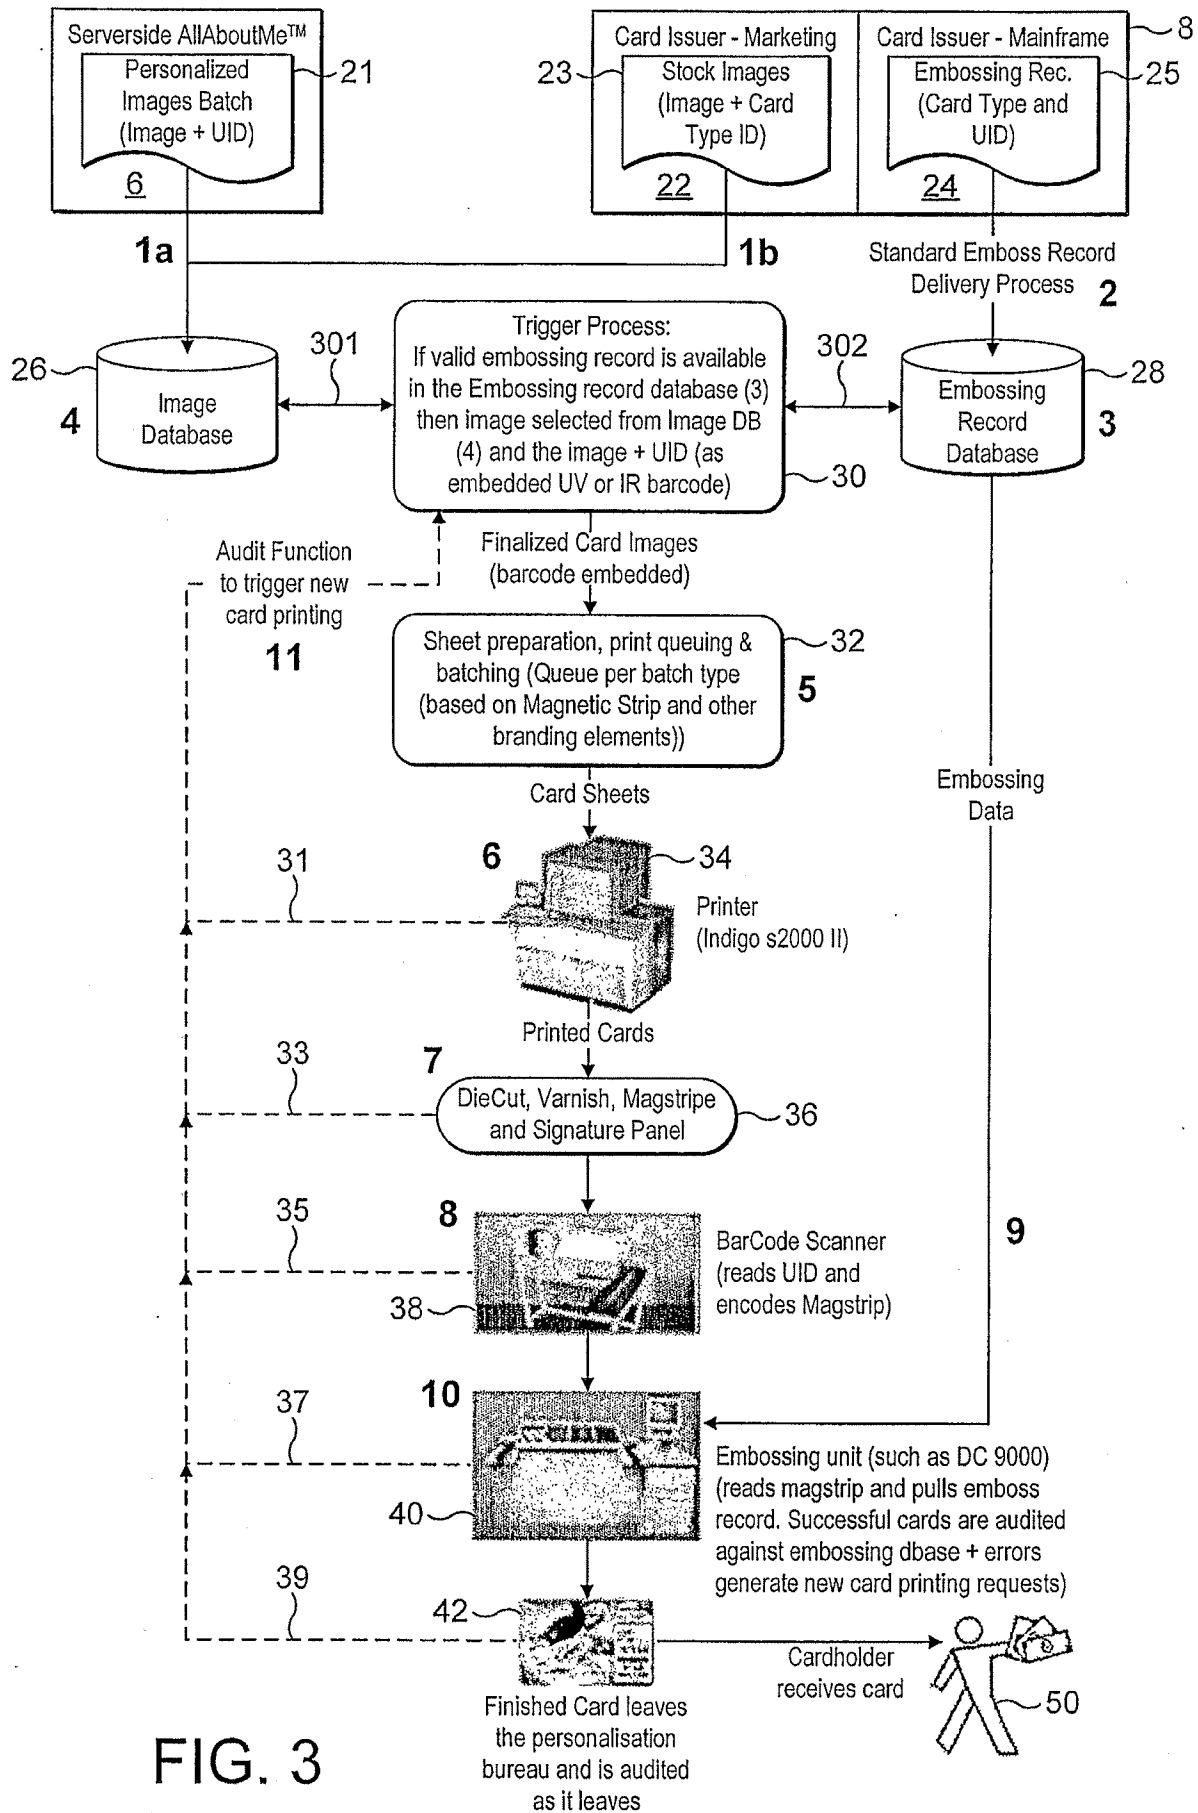 Serverside AllAboutMe™
Personalized
Images Batch
(Image + UID)
21
6
Card Issuer - Marketing
23
Stock Images
(Image + Card
Type ID)
22
Card Issuer - Mainframe
8
Embossing Rec.
(Card Type and
UID)
25
24
1a
1b
Standard Emboss Record
Delivery Process
2
26
4
Image
Database
301
Trigger Process:
If valid embossing record is available
in the Embossing record database (3)
then image selected from Image DB
(4) and the image + UID (as
embedded UV or IR barcode)
30
302
Embossing
Record
Database
28
3
Audit Function
to trigger new
card printing
11
Finalized Card Images
(barcode embedded)
Sheet preparation, print queuing &
batching (Queue per batch type
(based on Magnetic Strip and other
branding elements))
32
5
Embossing
Data
Card Sheets
6
34
Printer
(Indigo s2000 II)
31
Printed Cards
33
7
DieCut, Varnish, Magstripe
and Signature Panel
36
35
8
38
BarCode Scanner
(reads UID and
encodes Magstrip)
9
37
10
40
Embossing unit (such as DC 9000)
(reads magstrip and pulls emboss
record. Successful cards are audited
against embossing dbase + errors
generate new card printing requests)
39
42
Cardholder
receives card
50
Finished Card leaves
the personalisation
bureau and is audited
as it leaves
FIG. 3